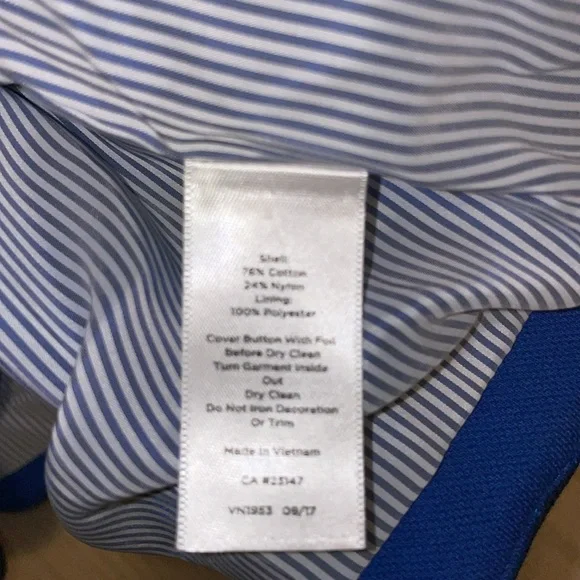 Shell:
76% Cotton
24% Nylon
Lining:
100% Polyester
Cover Button With Foil
Before Dry Clean
Turn Garment Inside
Out
Dry Clean
Do Not Iron Decoration
Or Trim
Made In Vietnam
CA #23147
VN1953 08/17